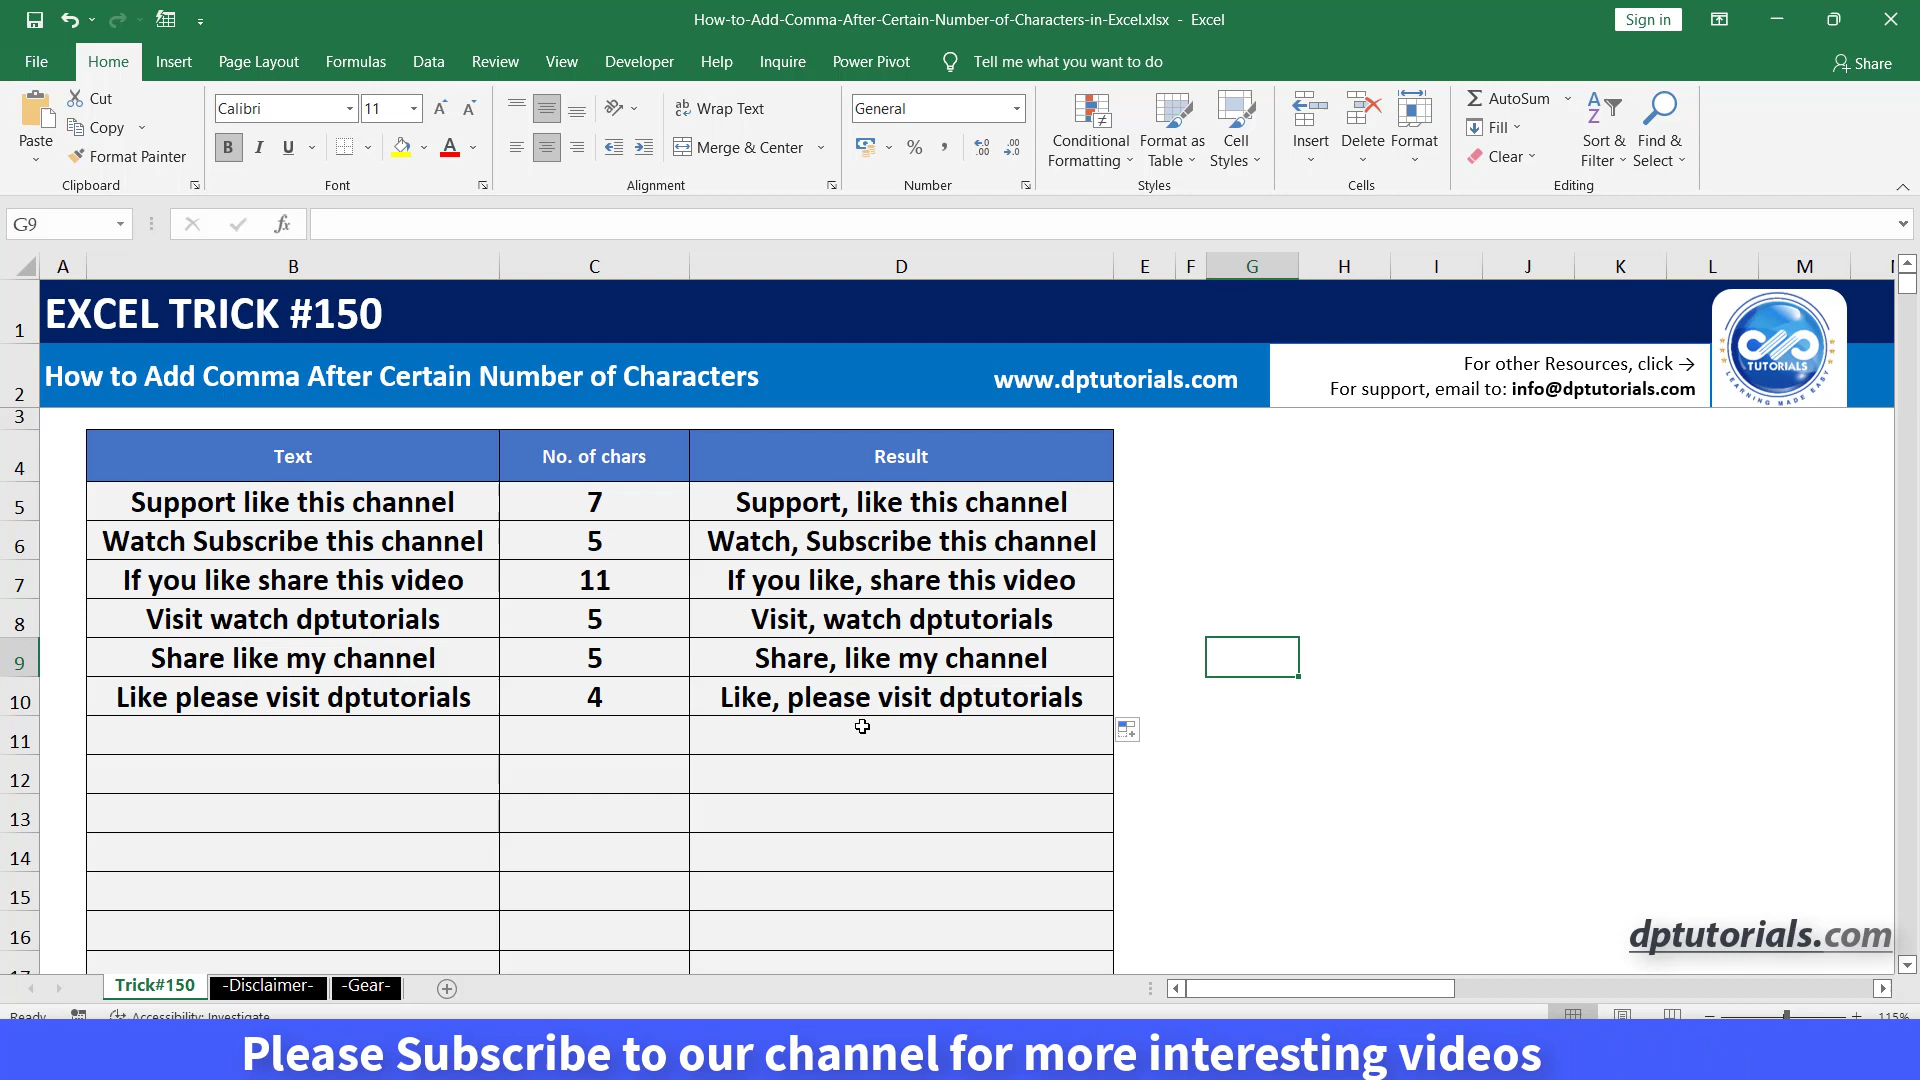 How-to-Add-Comma-After-Certain-Number-of-Characters-in-Excel.xlsx - Excel
Sign in
File Home Insert Page Layout Formulas Data Review View Developer Help Inquire Power Pivot Tell me what you want to do Share
Paste
Cut
Copy
Format Painter
Clipboard
Calibri 11
B I U A
Font
Wrap Text
Merge & Center
Alignment
General
%
Number
Conditional Formatting
Format as Table
Cell Styles
Styles
Insert Delete Format
Cells
AutoSum
Fill
Clear
Sort & Filter
Find & Select
Editing
G9 fx
A B C D E F G H I J K L M
1 EXCEL TRICK #150
2 How to Add Comma After Certain Number of Characters www.dptutorials.com
For other Resources, click →
For support, email to: info@dptutorials.com
TUTORIALS
LEARNING MADE EASY
3
4 Text No. of chars Result
5 Support like this channel 7 Support, like this channel
6 Watch Subscribe this channel 5 Watch, Subscribe this channel
7 If you like share this video 11 If you like, share this video
8 Visit watch dptutorials 5 Visit, watch dptutorials
9 Share like my channel 5 Share, like my channel
10 Like please visit dptutorials 4 Like, please visit dptutorials
11
12
13
14
15
16
17
dptutorials.com
Trick#150 -Disclaimer- -Gear-
Ready Accessibility: Investigate 115%
Please Subscribe to our channel for more interesting videos